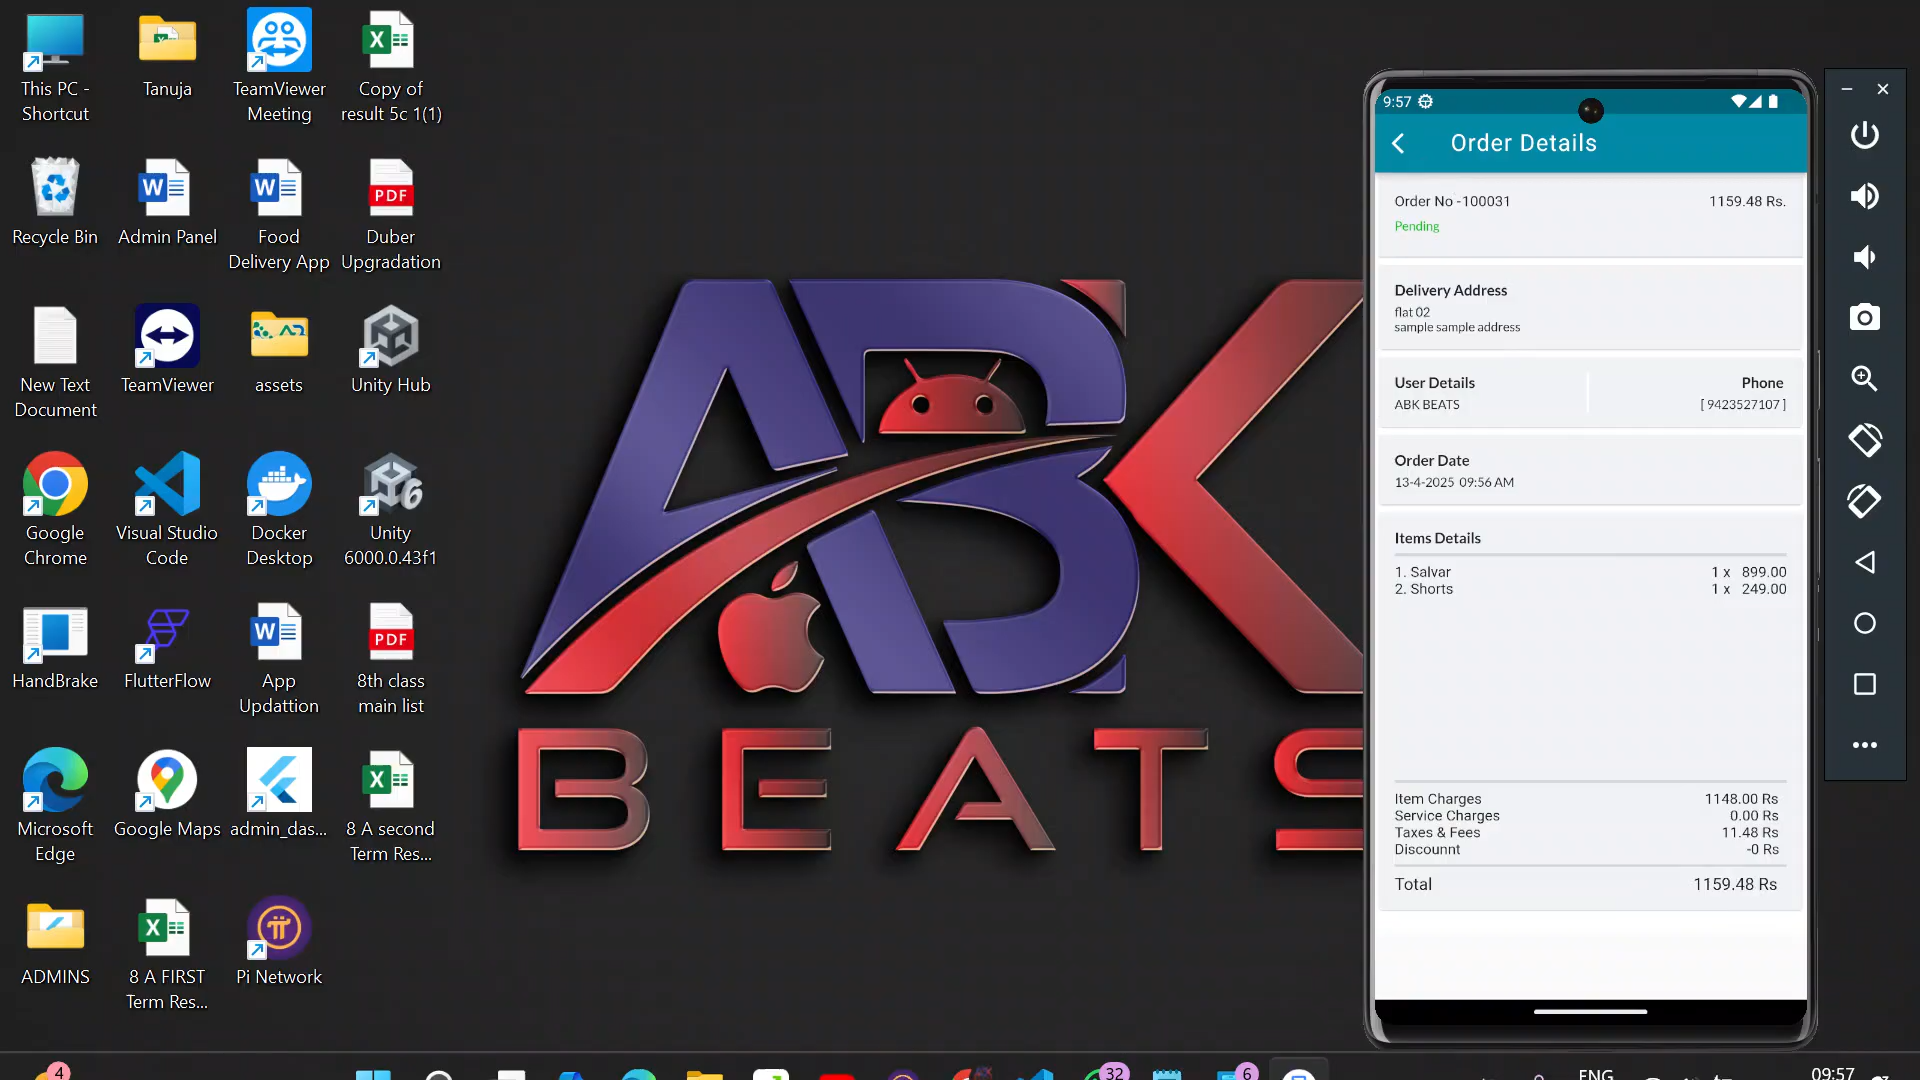 This PC -
Shortcut
Tanuja
TeamViewer
Meeting
Copy of
result 5c 1(1)
Recycle Bin
Admin Panel
Food
Delivery App
PDF
Duber
Upgradation
New Text
Document
TeamViewer
assets
Unity Hub
Google
Chrome
Visual Studio
Code
Docker
Desktop
6
Unity
6000.0.43f1
HandBrake
FlutterFlow
App
Updattion
PDF
8th class
main list
Microsoft
Edge
Google Maps
admin_das...
8 A second
Term Res...
ADMINS
8 A FIRST
Term Res...
Pi Network
ABK
BEATS
9:57
Order Details
Order No -100031 1159.48 Rs.
Pending
Delivery Address
flat 02
sample sample address
User Details Phone
ABK BEATS [ 9423527107 ]
Order Date
13-4-2025 09:56 AM
Items Details
1. Salvar 1 x 899.00
2. Shorts 1 x 249.00
Item Charges 1148.00 Rs
Service Charges 0.00 Rs
Taxes & Fees 11.48 Rs
Discounnt -0 Rs
Total 1159.48 Rs
4
32
6
ENG
09:57